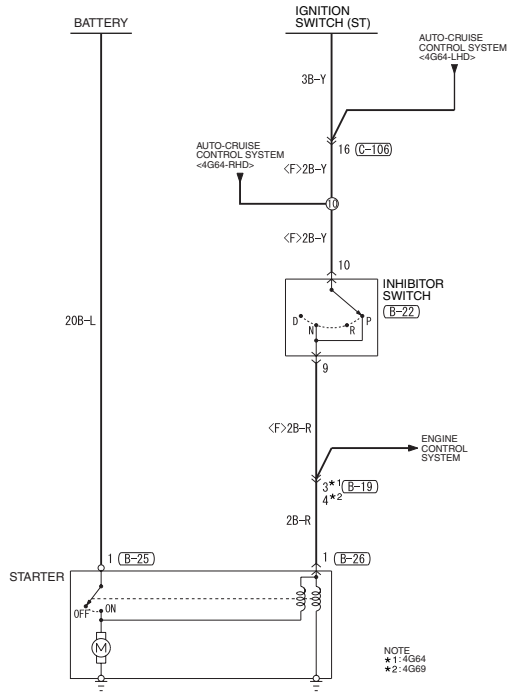 BATTERY
IGNITION
SWITCH (ST)
AUTO-CRUISE
CONTROL SYSTEM
<4G64-LHD>
3B-Y
16 (C-106)
AUTO-CRUISE
CONTROL SYSTEM
<4G64-RHD>
<F>2B-Y
10
<F>2B-Y
10
INHIBITOR
SWITCH
(B-22)
D
N
R
P
20B-L
9
<F>2B-R
ENGINE
CONTROL
SYSTEM
3*1 (B-19)
4*2
2B-R
1 (B-25)
1 (B-26)
STARTER
OFF
ON
M
NOTE
*1:4G64
*2:4G69